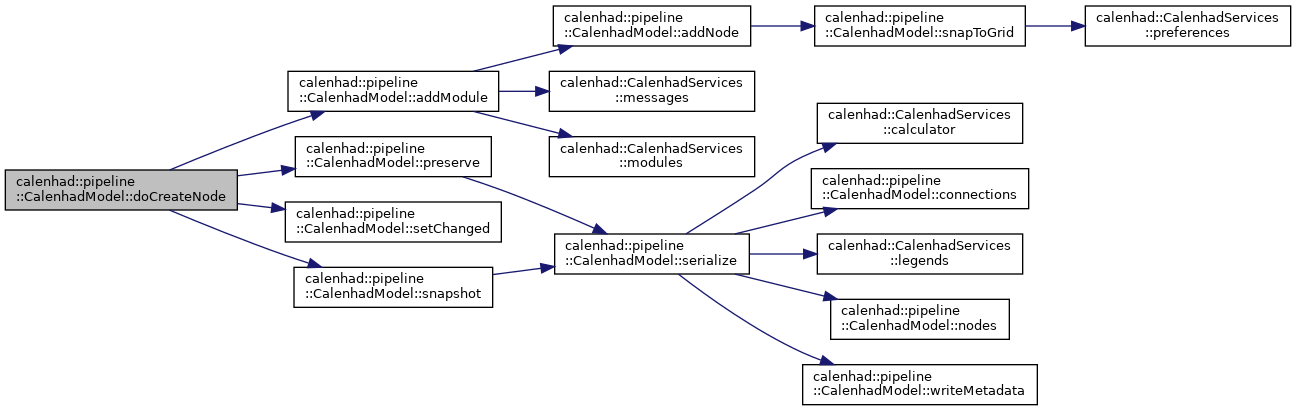 calenhad::pipeline
::CalenhadModel::doCreateNode
calenhad::pipeline
::CalenhadModel::addModule
calenhad::pipeline
::CalenhadModel::addNode
calenhad::pipeline
::CalenhadModel::snapToGrid
calenhad::CalenhadServices
::preferences
calenhad::CalenhadServices
::messages
calenhad::CalenhadServices
::modules
calenhad::pipeline
::CalenhadModel::preserve
calenhad::pipeline
::CalenhadModel::setChanged
calenhad::pipeline
::CalenhadModel::snapshot
calenhad::pipeline
::CalenhadModel::serialize
calenhad::CalenhadServices
::calculator
calenhad::pipeline
::CalenhadModel::connections
calenhad::CalenhadServices
::legends
calenhad::pipeline
::CalenhadModel::nodes
calenhad::pipeline
::CalenhadModel::writeMetadata